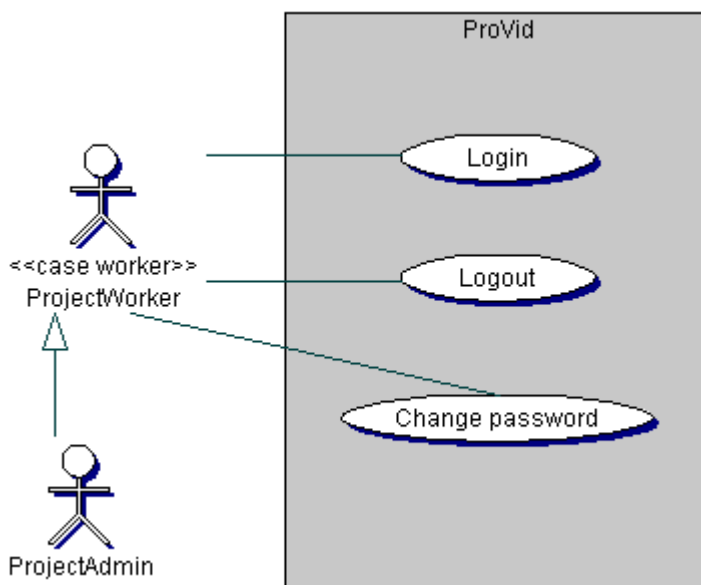 ProVid
Login
<<case worker>>
ProjectWorker
Logout
Change password
ProjectAdmin